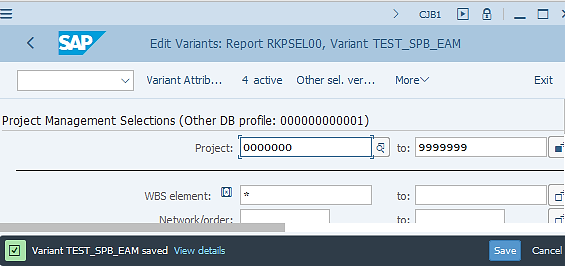 CJB1
SAP
Edit Variants: Report RKPSEL00, Variant TEST_SPB_EAM
Variant Attrib... 4 active Other sel. ver... More Exit
Project Management Selections (Other DB profile: 000000000001)
Project: 0000000 to: 9999999
WBS element: * to:
Network/order: to:
Variant TEST_SPB_EAM saved View details Save Cancel